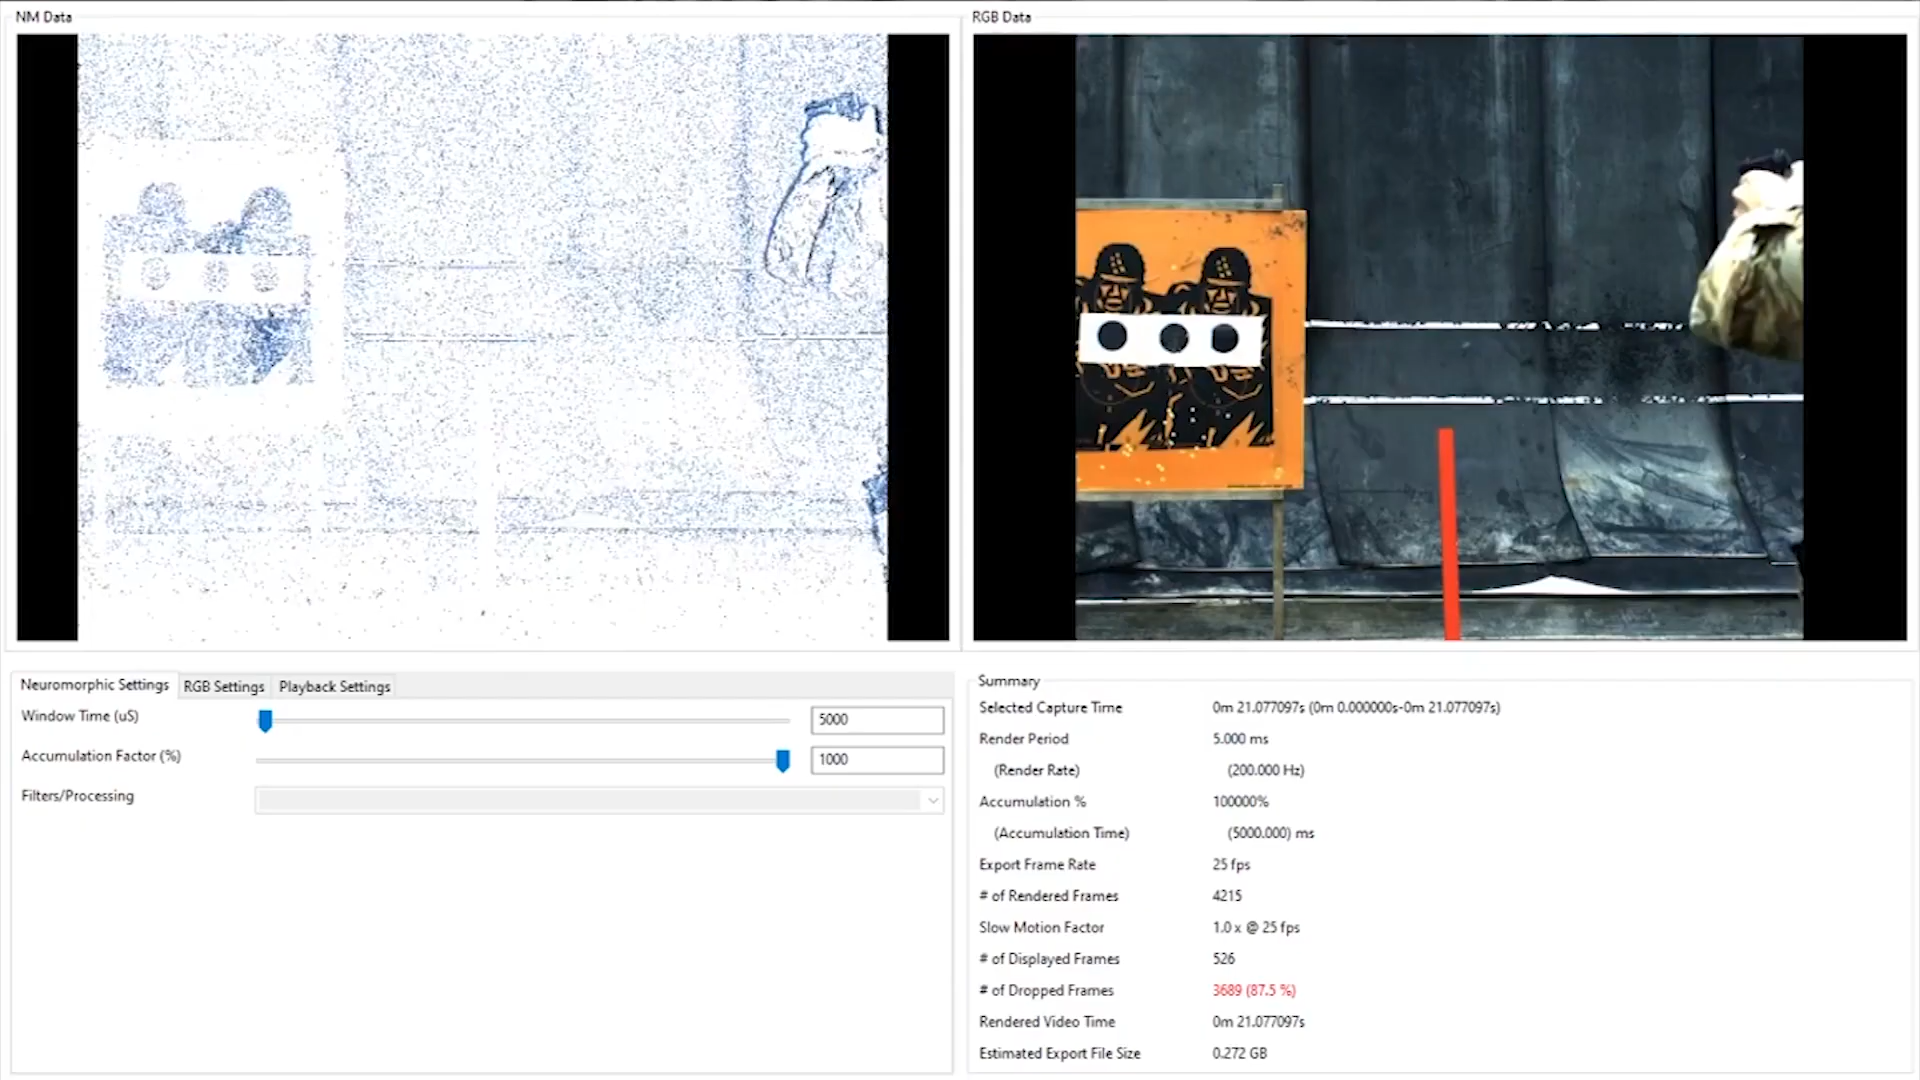 NM Data
RGB Data
Neuromorphic Settings RGB Settings Playback Settings
Window Time (uS) 5000
Accumulation Factor (%) 1000
Filters/Processing
Summary
Selected Capture Time 0m 21.077097s (0m 0.000000s-0m 21.077097s)
Render Period 5.000 ms
(Render Rate) (200.000 Hz)
Accumulation % 100000%
(Accumulation Time) (5000.000) ms
Export Frame Rate 25 fps
# of Rendered Frames 4215
Slow Motion Factor 1.0 x @ 25 fps
# of Displayed Frames 526
# of Dropped Frames 3689 (87.5 %)
Rendered Video Time 0m 21.077097s
Estimated Export File Size 0.272 GB